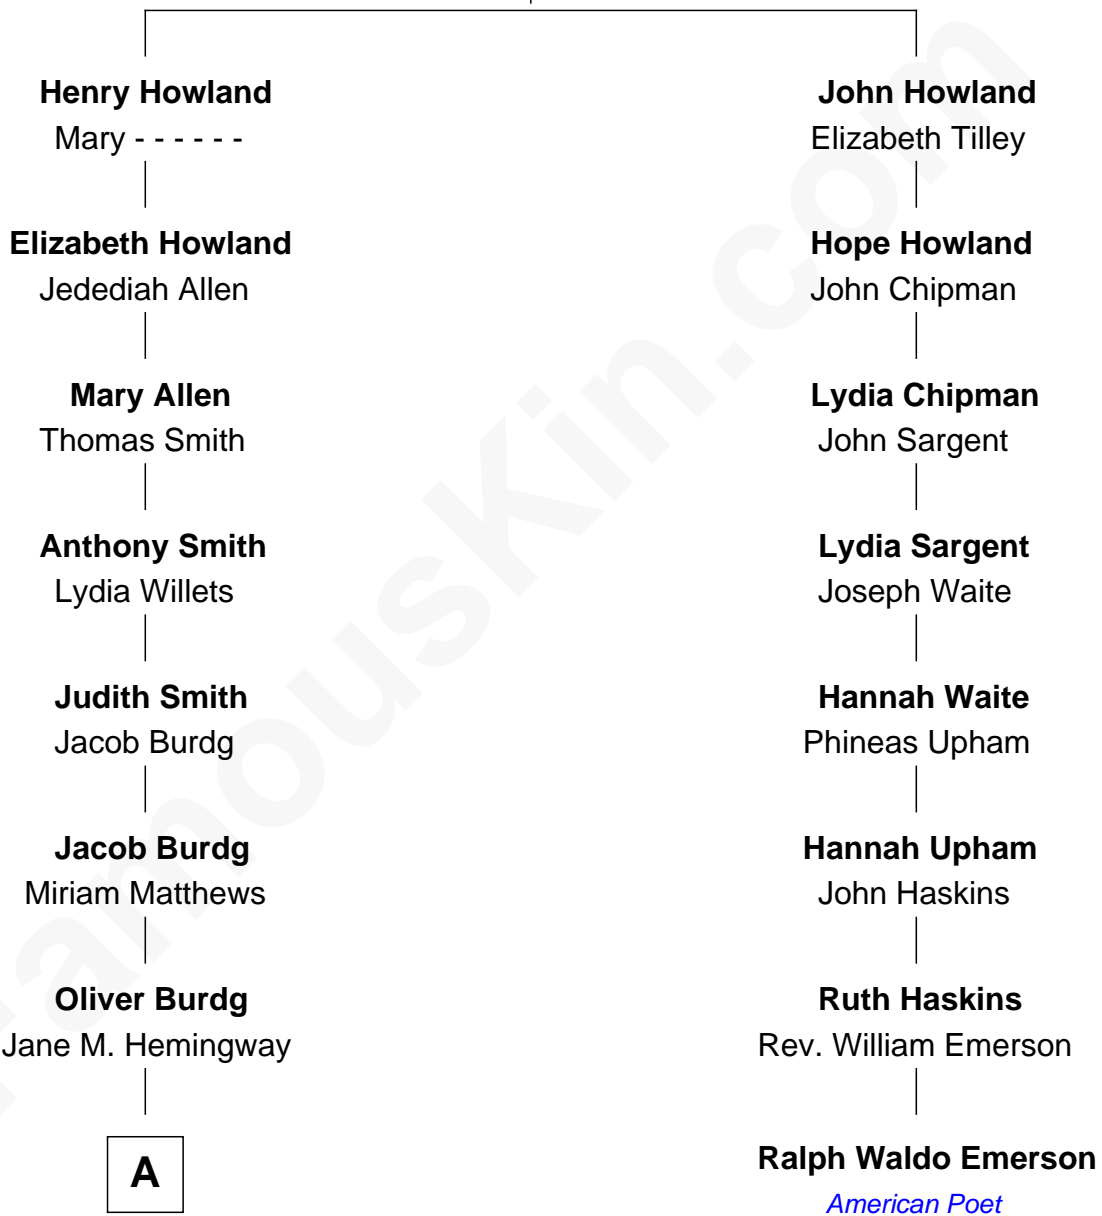 Henry Howland
Mary - - - - - -
Elizabeth Howland
Jedediah Allen
Mary Allen
Thomas Smith
Anthony Smith
Lydia Willets
Judith Smith
Jacob Burdg
Jacob Burdg
Miriam Matthews
Oliver Burdg
Jane M. Hemingway
A
John Howland
Elizabeth Tilley
Hope Howland
John Chipman
Lydia Chipman
John Sargent
Lydia Sargent
Joseph Waite
Hannah Waite
Phineas Upham
Hannah Upham
John Haskins
Ruth Haskins
Rev. William Emerson
Ralph Waldo Emerson
American Poet
FamousKin.com